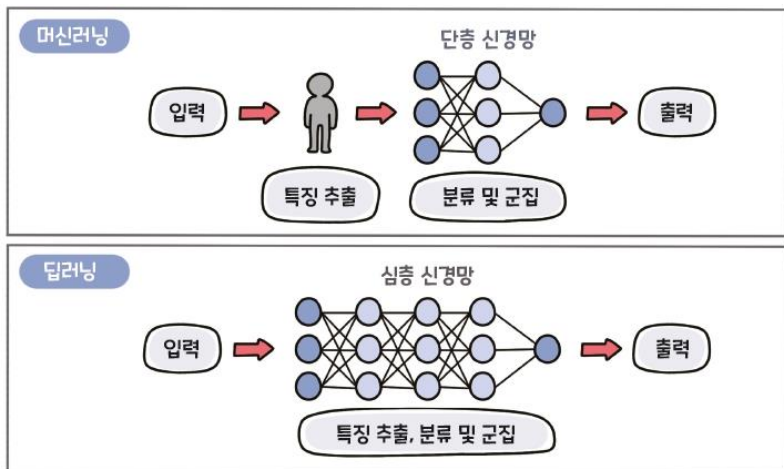 머신러닝
단층 신경망
입력
출력
특징 추출
분류 및 군집
딥러닝
심층 신경망
입력
출력
특징 추출, 분류 및 군집